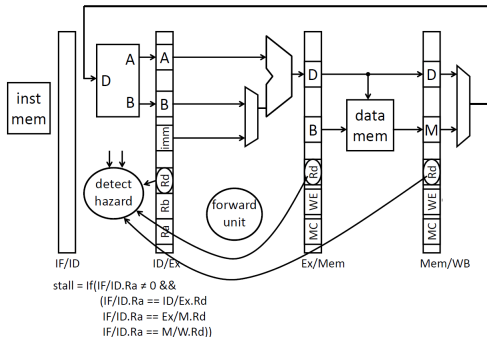 A
A
D
D
D
inst
mem
B
B
B
data
mem
M
imm
detect
hazard
Rd
Rd
Rd
forward
unit
Rb
WE
WE
Ra
MC
MC
IF/ID
ID/Ex
Ex/Mem
Mem/WB
stall = If(IF/ID.Ra ≠ 0 &&
(IF/ID.Ra == ID/Ex.Rd
IF/ID.Ra == Ex/M.Rd
IF/ID.Ra == M/W.Rd))